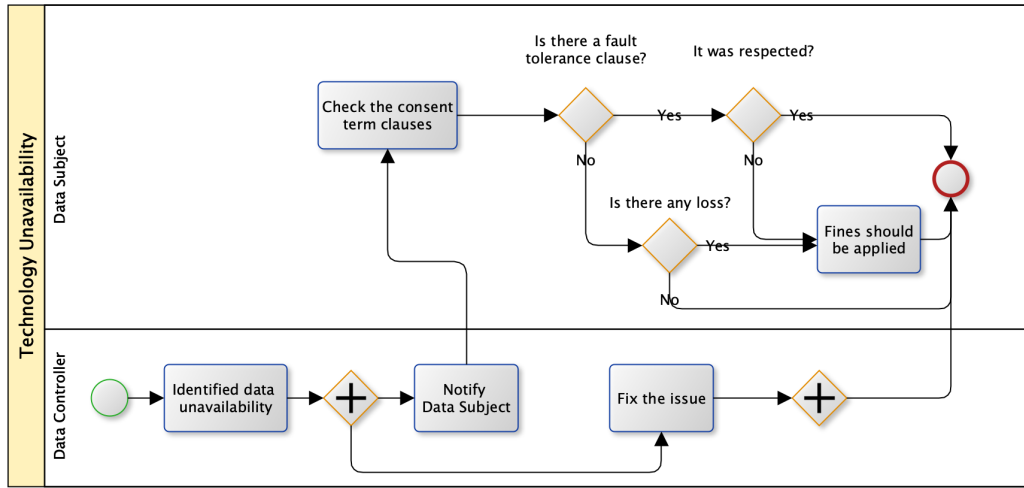 Technology Unavailability
Data Subject
Data Controller
Is there a fault
tolerance clause?
It was respected?
Check the consent
term clauses
Yes
Yes
No
No
Is there any loss?
Yes
Fines should
be applied
No
Identified data
unavailability
Notify
Data Subject
Fix the issue